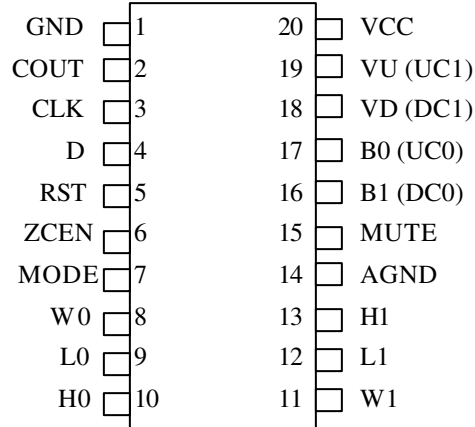 GND 1 20 VCC
COUT 2 19 VU (UC1)
CLK 3 18 VD (DC1)
D 4 17 B0 (UC0)
RST 5 16 B1 (DC0)
ZCEN 6 15 MUTE
MODE 7 14 AGND
W0 8 13 H1
L0 9 12 L1
H0 10 11 W1